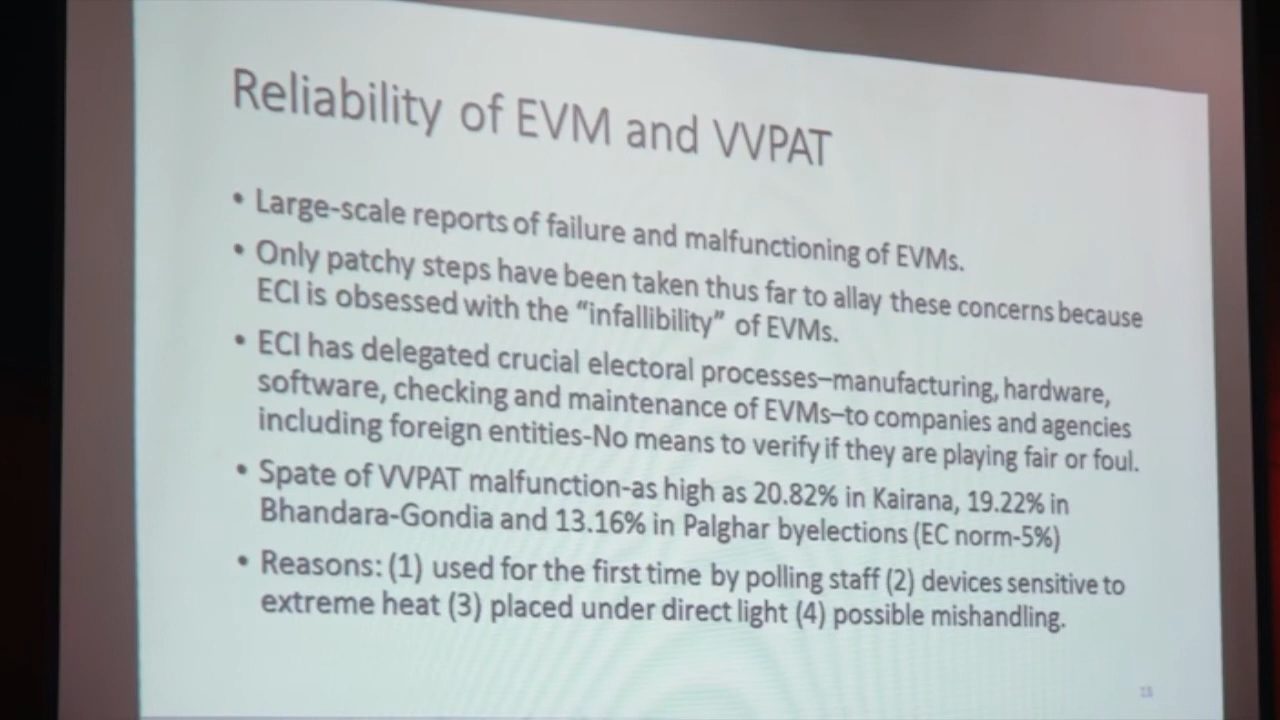 Reliability of EVM and VVPAT
• Large-scale reports of failure and malfunctioning of EVMs.
• Only patchy steps have been taken thus far to allay these concerns because
ECI is obsessed with the “infallibility” of EVMs.
• ECI has delegated crucial electoral processes–manufacturing, hardware,
software, checking and maintenance of EVMs–to companies and agencies
including foreign entities-No means to verify if they are playing fair or foul.
• Spate of VVPAT malfunction-as high as 20.82% in Kairana, 19.22% in
Bhandara-Gondia and 13.16% in Palghar byelections (EC norm-5%)
• Reasons: (1) used for the first time by polling staff (2) devices sensitive to
extreme heat (3) placed under direct light (4) possible mishandling.